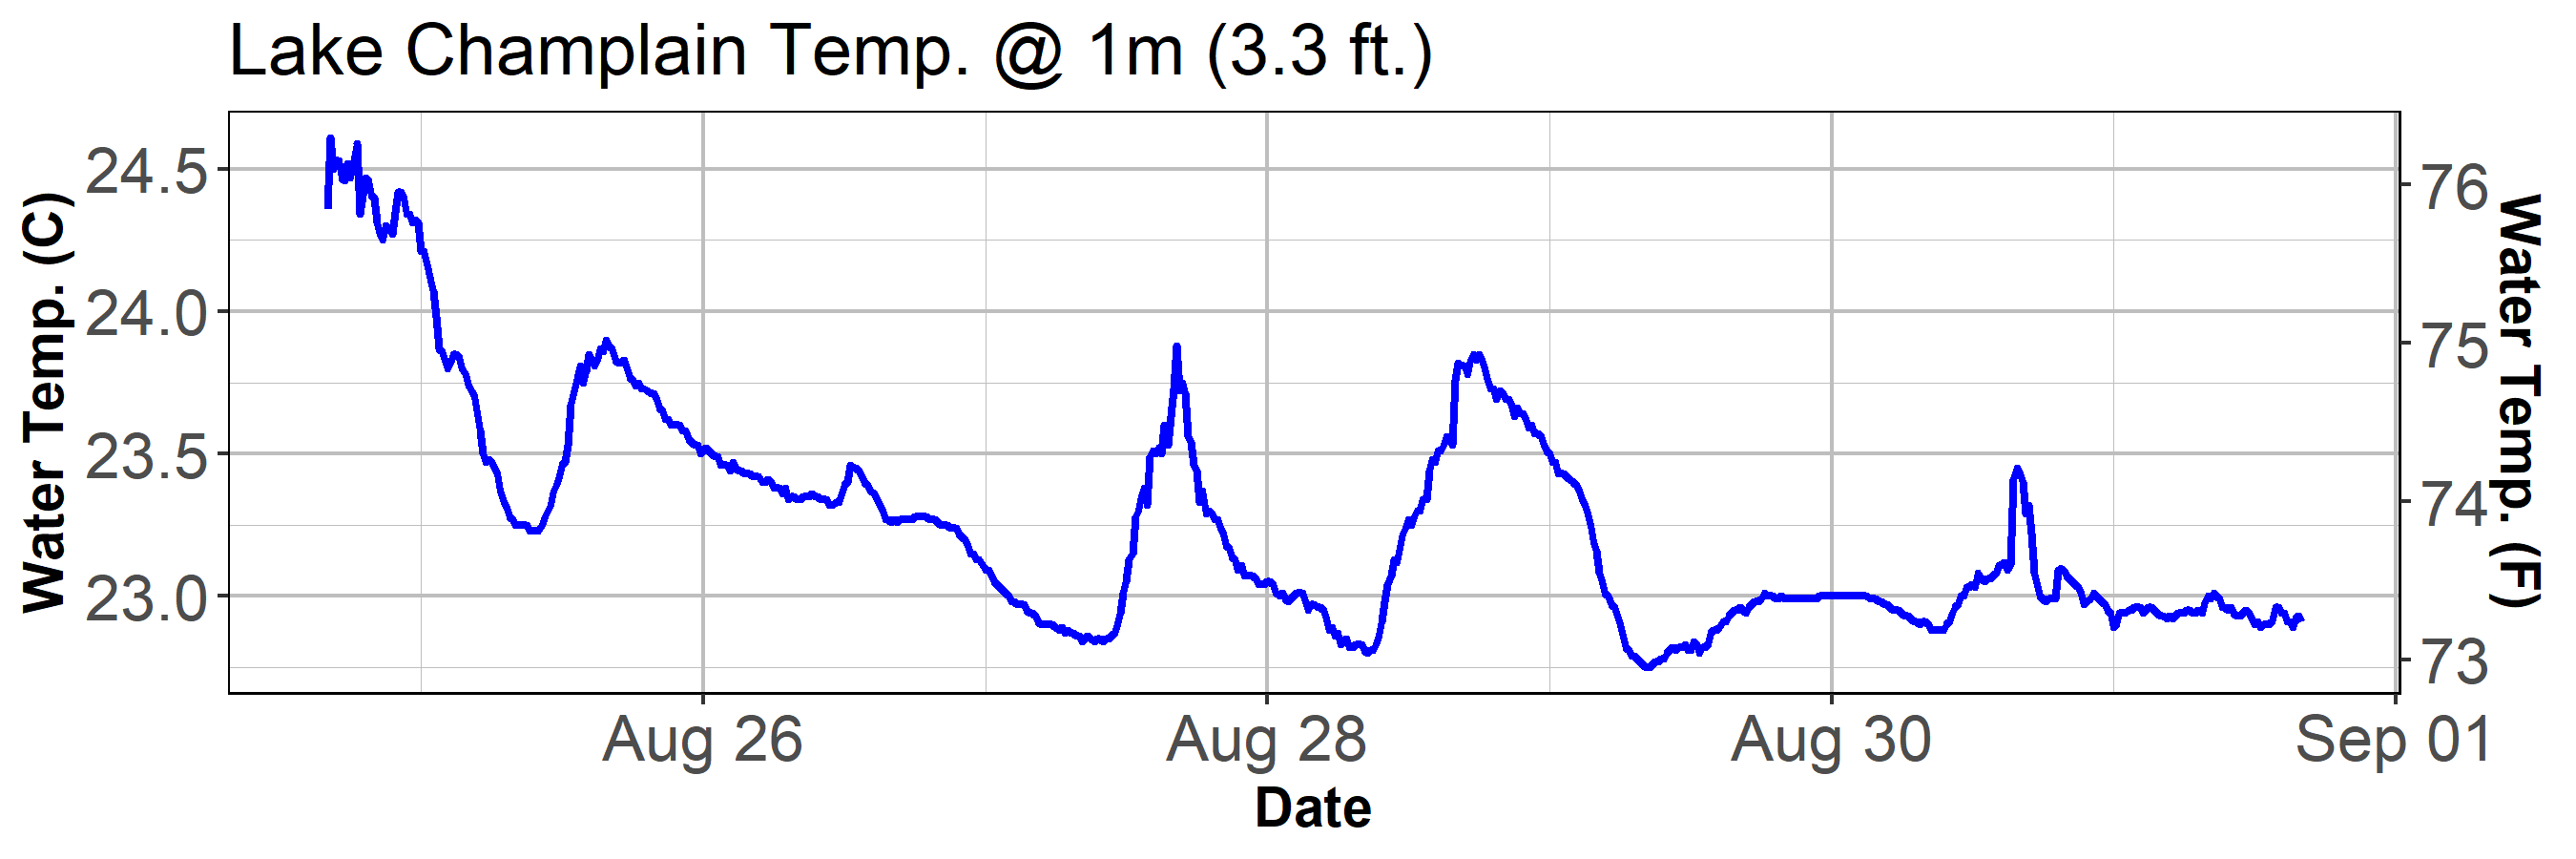 Lake Champlain Temp. @ 1m (3.3 ft.)
Water Temp. (C)
24.5
24.0
23.5
23.0
76
75
74
73
Water Temp. (F)
Aug 26 Aug 28 Aug 30 Sep 01
Date